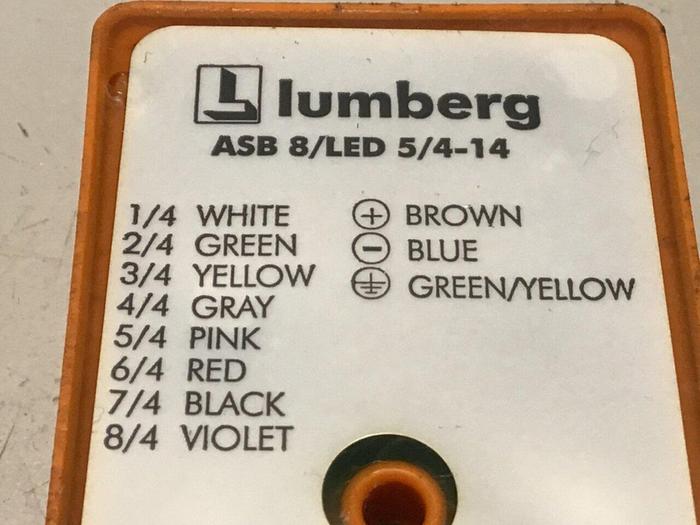 lumberg
ASB 8/LED 5/4-14
1/4 WHITE
2/4 GREEN
3/4 YELLOW
4/4 GRAY
5/4 PINK
6/4 RED
7/4 BLACK
8/4 VIOLET
⊕ BROWN
⊖ BLUE
⏚ GREEN/YELLOW